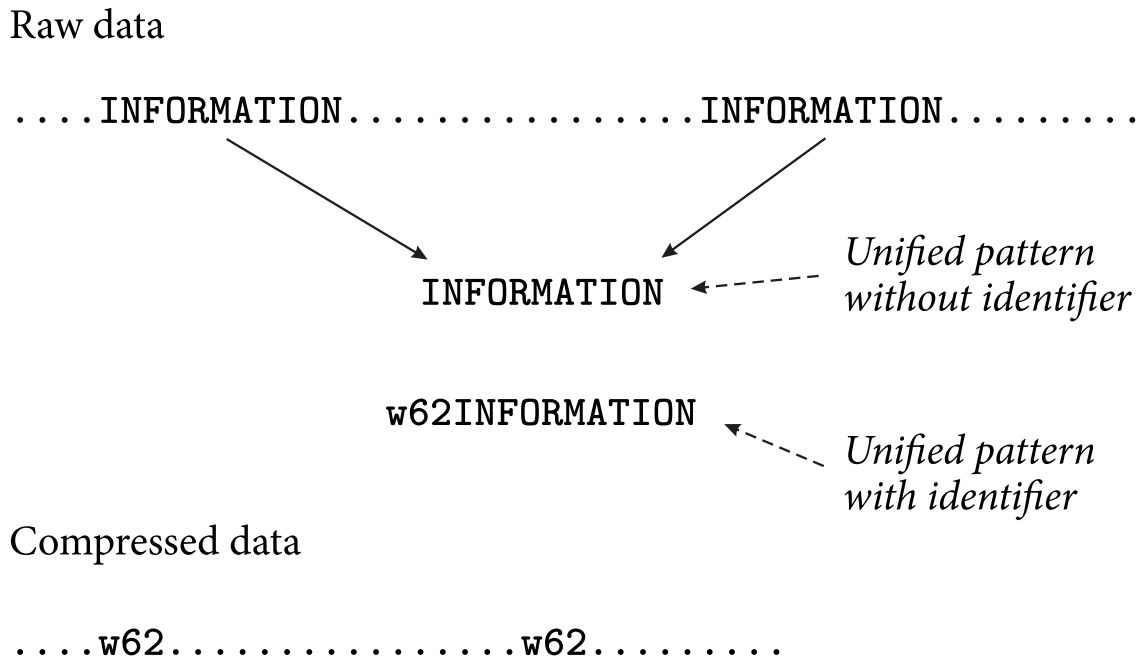 Raw data
....INFORMATION................INFORMATION.........
INFORMATION
Unified pattern
without identifier
w62INFORMATION
Unified pattern
with identifier
Compressed data
....w62................w62.........